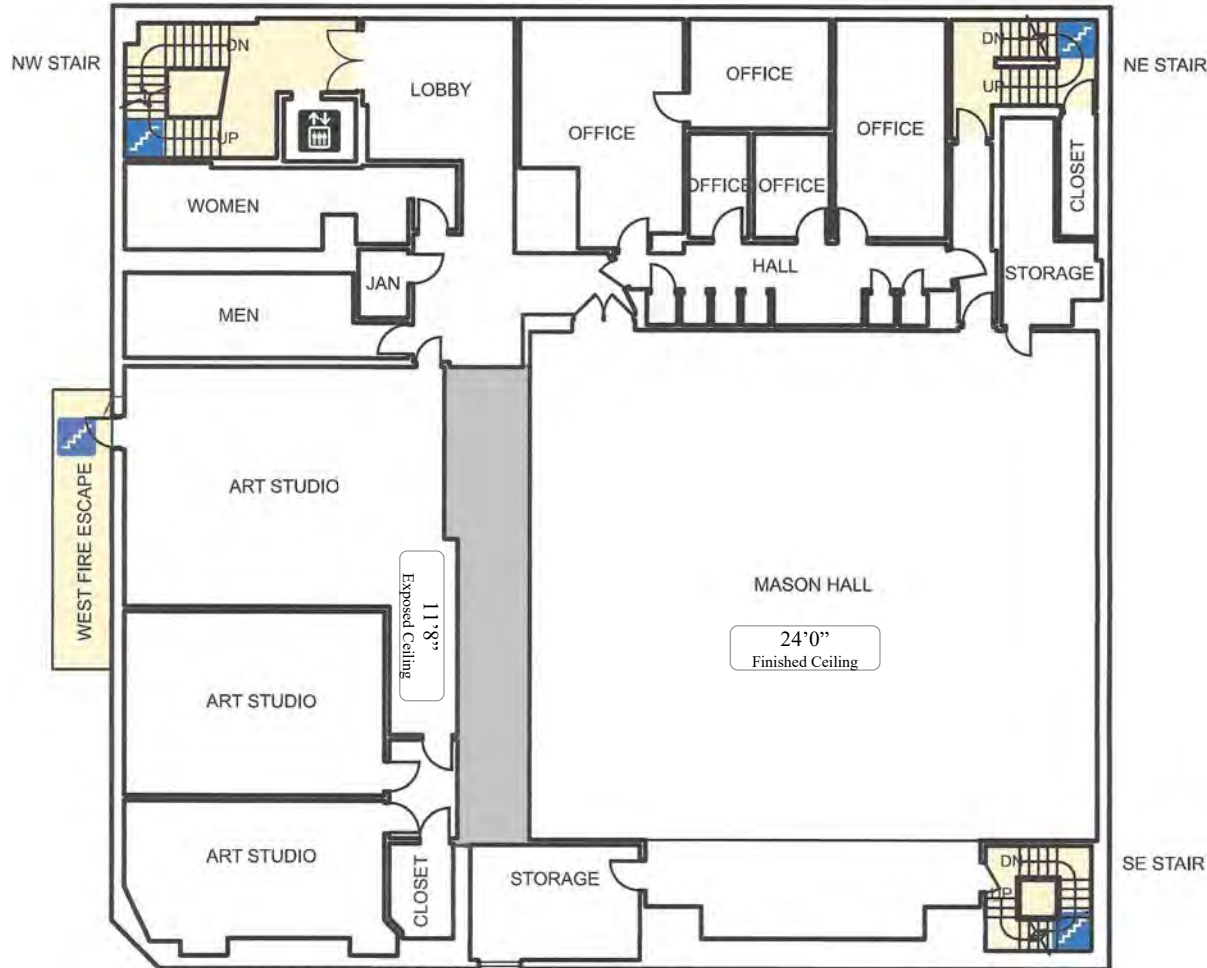 NW STAIR
DN
UP
LOBBY
OFFICE
OFFICE
OFFICE
OFFICE
OFFICE
DN
UP
NE STAIR
CLOSET
WOMEN
JAN
MEN
HALL
STORAGE
WEST FIRE ESCAPE
ART STUDIO
11’8”
Exposed Ceiling
MASON HALL
24’0”
Finished Ceiling
ART STUDIO
ART STUDIO
CLOSET
STORAGE
DN
UP
SE STAIR